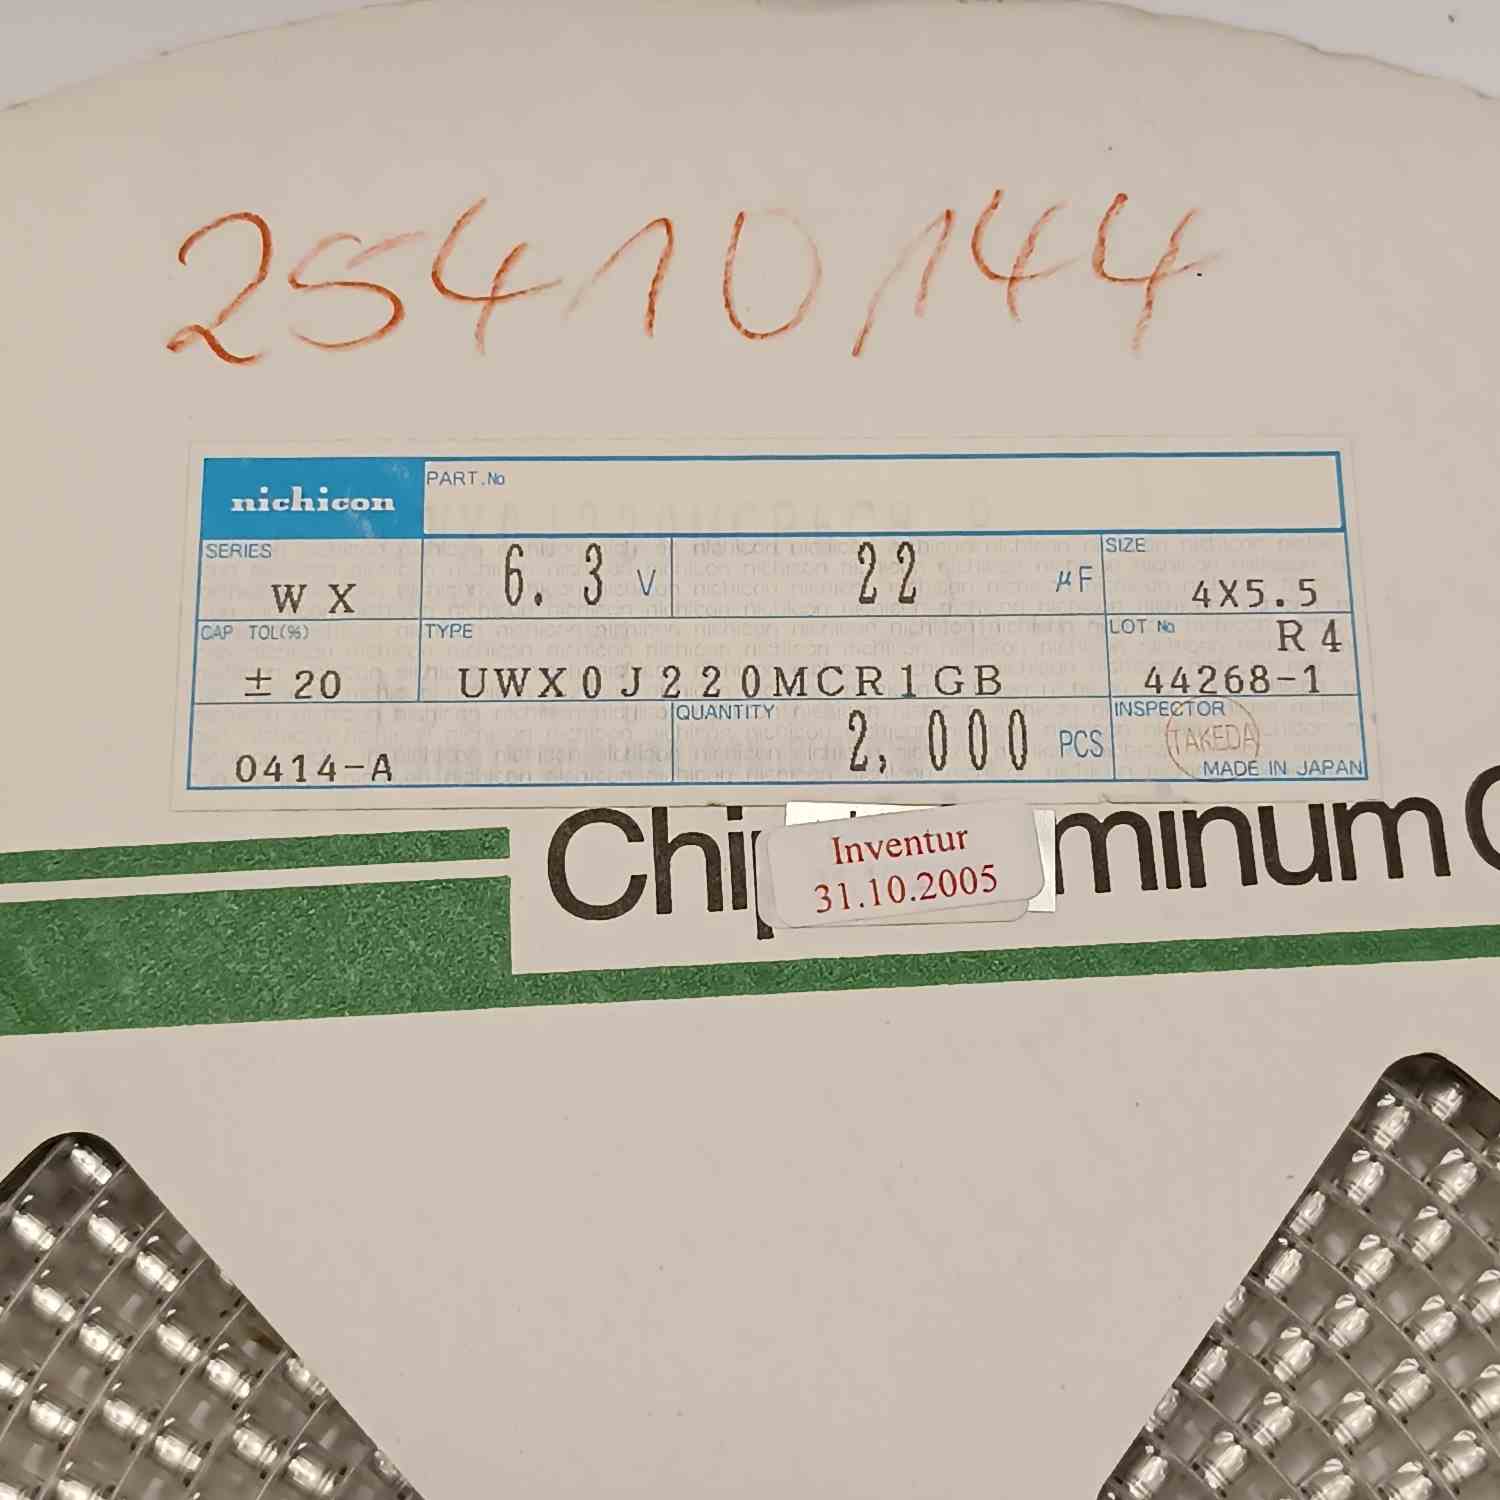 25410144
nichicon
PART.No
SERIES
W X
6.3 V
22 µF
SIZE
4X5.5
CAP TOL(%)
± 20
TYPE
UWX0J220MCR1GB
LOT No
R4
44268-1
0414-A
QUANTITY
2,000 PCS
INSPECTOR
TAKEDA
MADE IN JAPAN
Chip
minum C
Inventur
31.10.2005